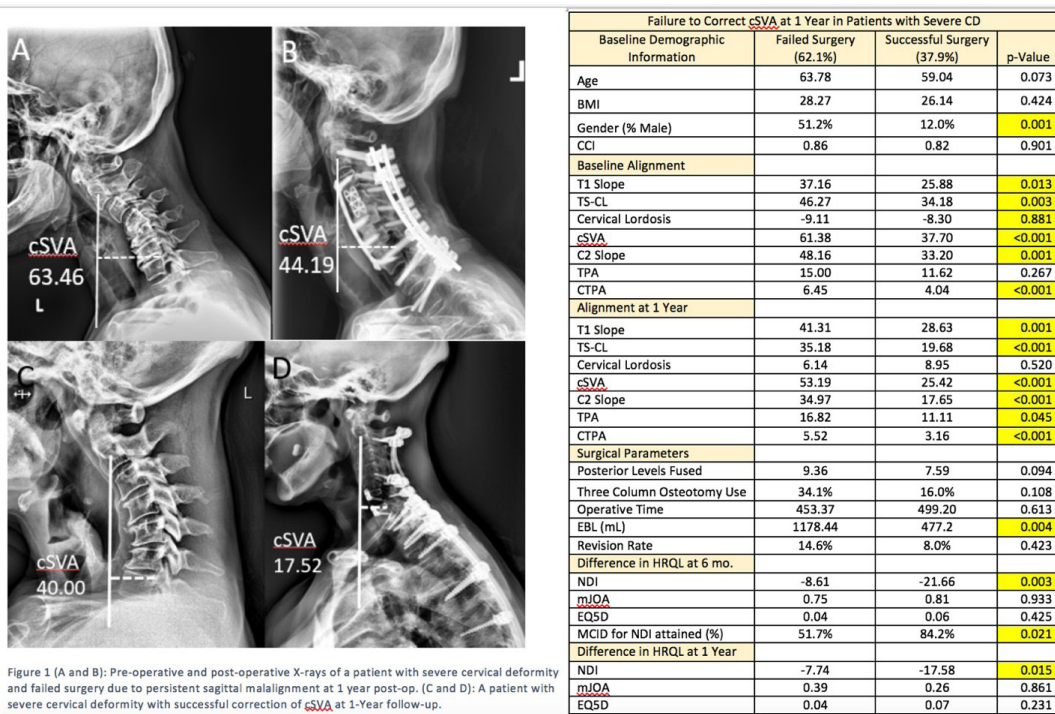 A
cSVA
63.46
L
B
cSVA
44.19
C
L
cSVA
40.00
D
cSVA
17.52
Figure 1 (A and B): Pre-operative and post-operative X-rays of a patient with severe cervical deformity
and failed surgery due to persistent sagittal malalignment at 1 year post-op. (C and D): A patient with
severe cervical deformity with successful correction of cSVA at 1-Year follow-up.
Failure to Correct cSVA at 1 Year in Patients with Severe CD
Baseline Demographic Information Failed Surgery (62.1%) Successful Surgery (37.9%) p-Value
Age 63.78 59.04 0.073
BMI 28.27 26.14 0.424
Gender (% Male) 51.2% 12.0% 0.001
CCI 0.86 0.82 0.901
Baseline Alignment
T1 Slope 37.16 25.88 0.013
TS-CL 46.27 34.18 0.003
Cervical Lordosis -9.11 -8.30 0.881
cSVA 61.38 37.70 <0.001
C2 Slope 48.16 33.20 0.001
TPA 15.00 11.62 0.267
CTPA 6.45 4.04 <0.001
Alignment at 1 Year
T1 Slope 41.31 28.63 0.001
TS-CL 35.18 19.68 <0.001
Cervical Lordosis 6.14 8.95 0.520
cSVA 53.19 25.42 <0.001
C2 Slope 34.97 17.65 <0.001
TPA 16.82 11.11 0.045
CTPA 5.52 3.16 <0.001
Surgical Parameters
Posterior Levels Fused 9.36 7.59 0.094
Three Column Osteotomy Use 34.1% 16.0% 0.108
Operative Time 453.37 499.20 0.613
EBL (mL) 1178.44 477.2 0.004
Revision Rate 14.6% 8.0% 0.423
Difference in HRQL at 6 mo.
NDI -8.61 -21.66 0.003
mJOA 0.75 0.81 0.933
EQ5D 0.04 0.06 0.425
MCID for NDI attained (%) 51.7% 84.2% 0.021
Difference in HRQL at 1 Year
NDI -7.74 -17.58 0.015
mJOA 0.39 0.26 0.861
EQ5D 0.04 0.07 0.231